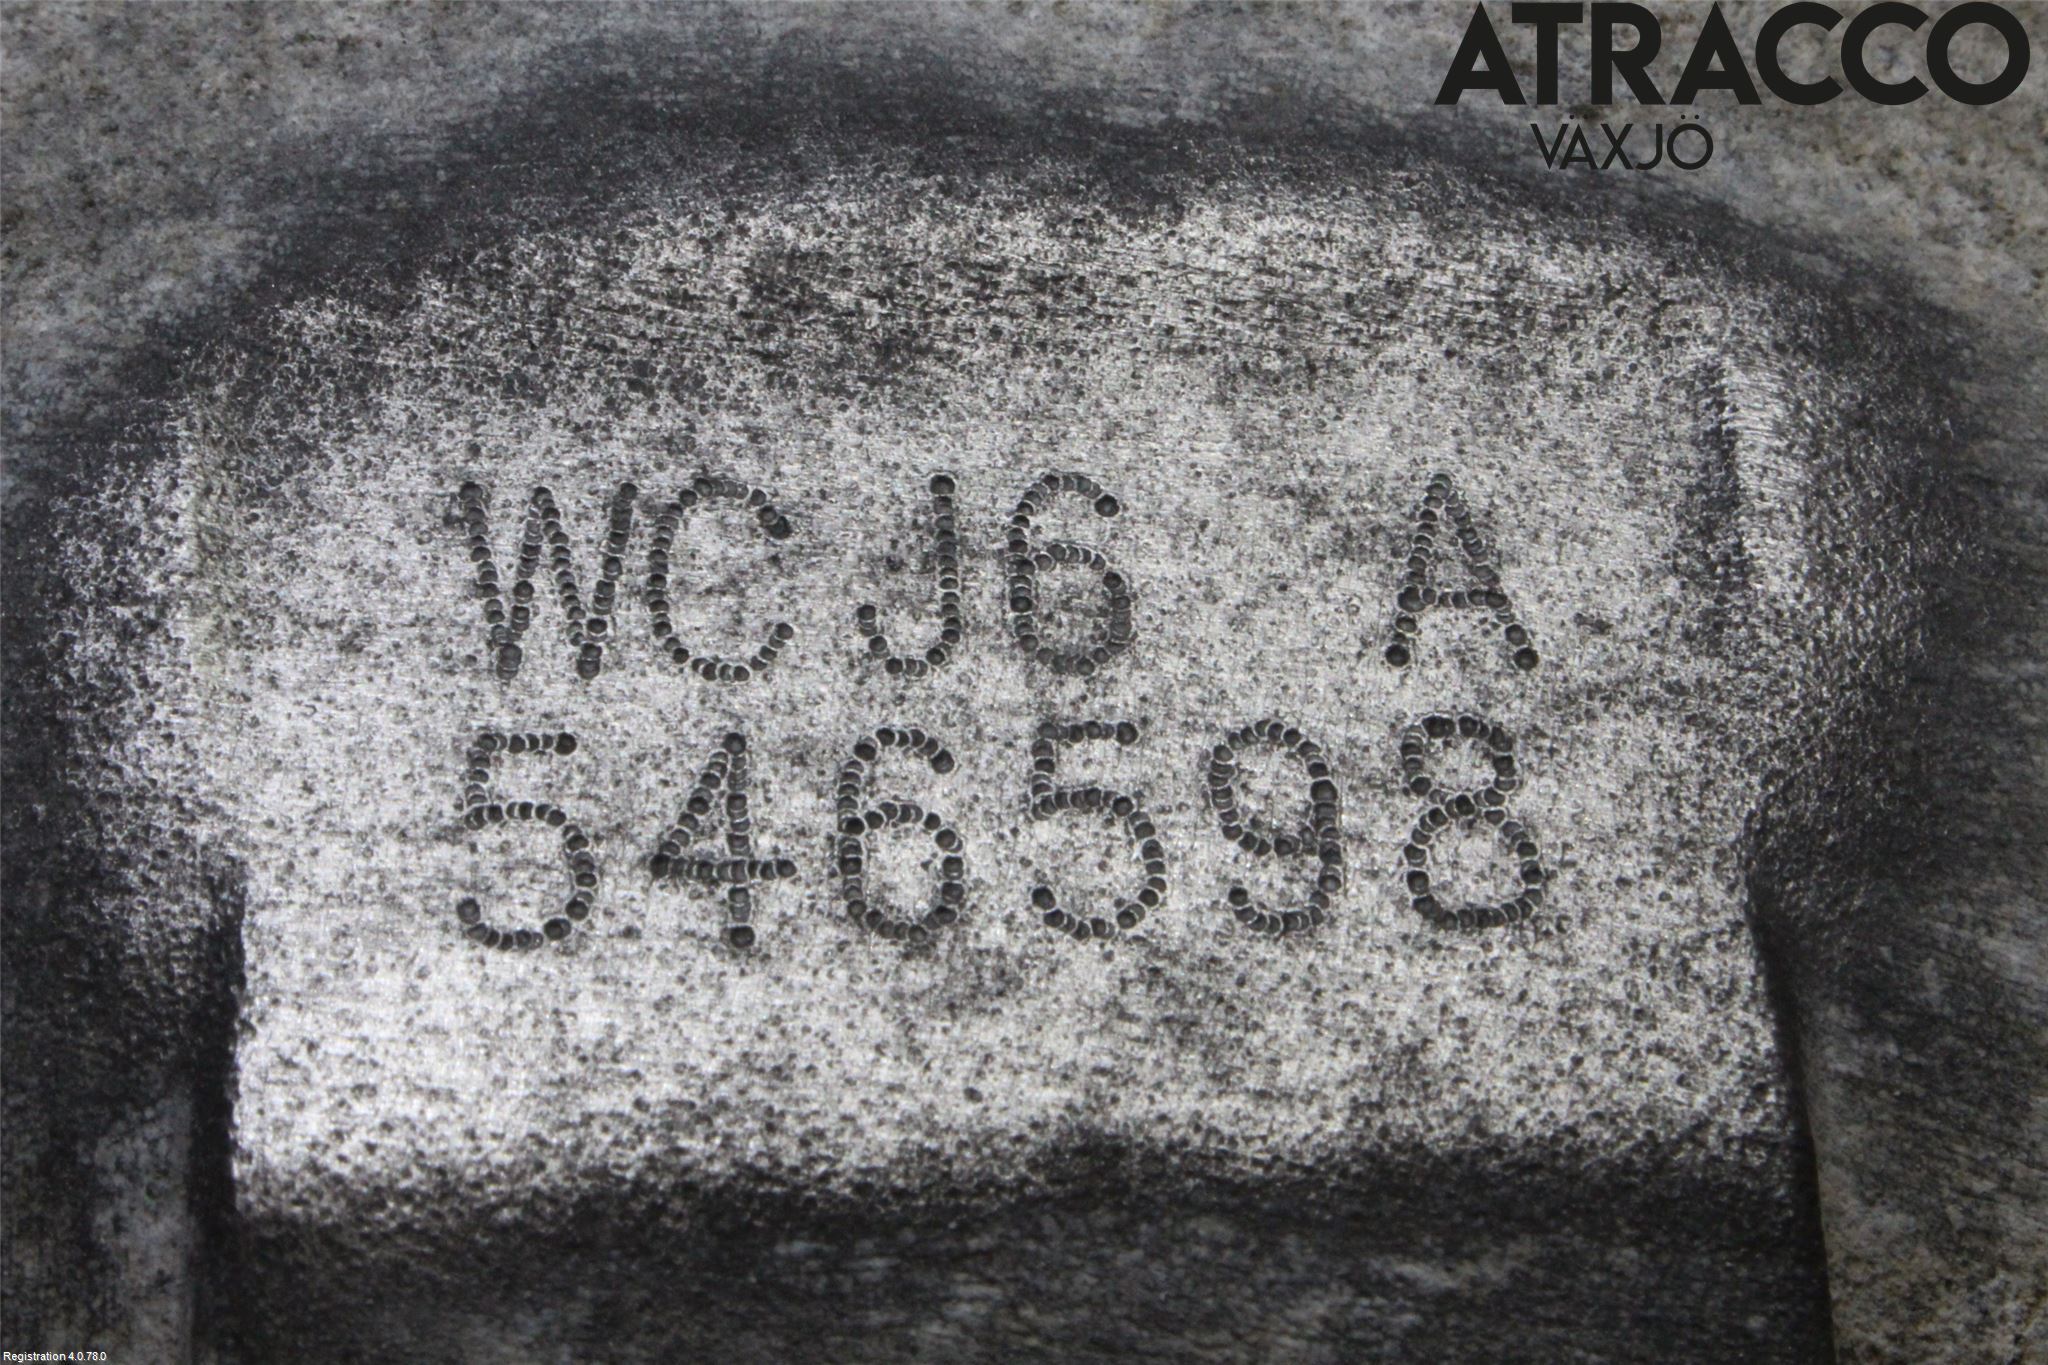 ATRACCO
VÄXJÖ
WCJ6 A
546598
Registration 4.0.78.0